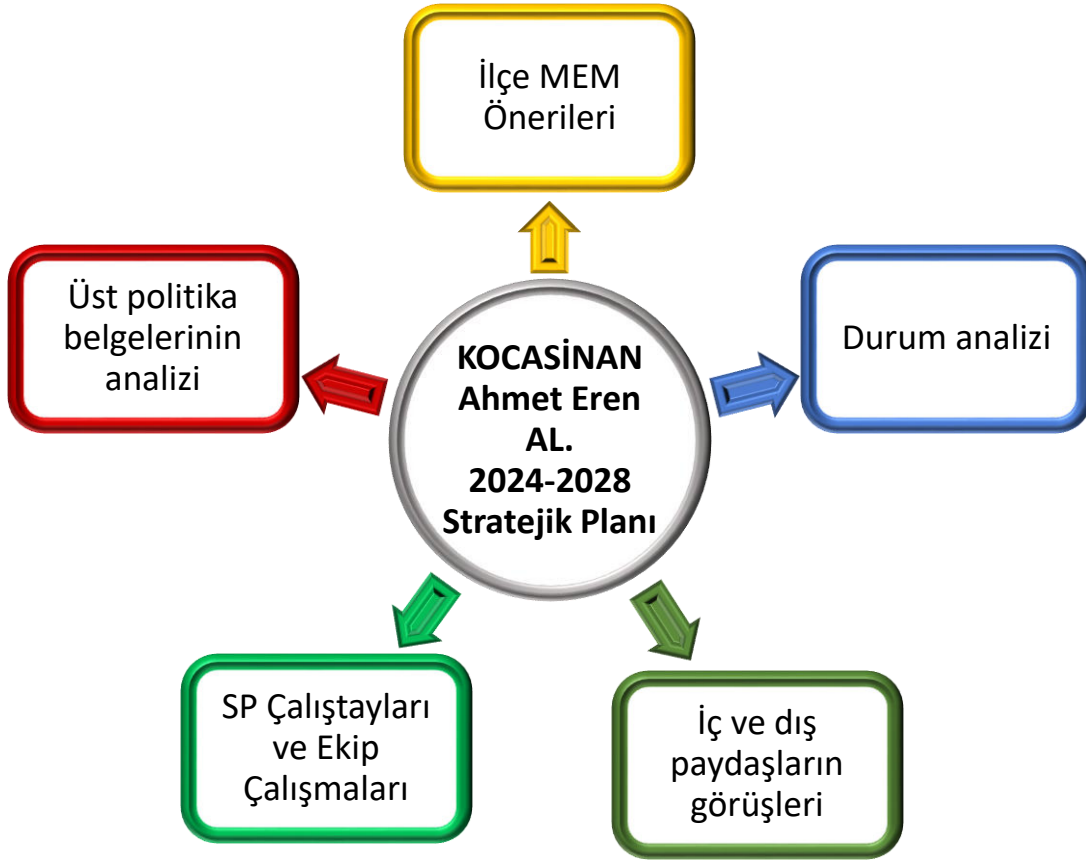 İlçe MEM
Önerileri
Üst politika
belgelerinin
analizi
KOCASİNAN
Ahmet Eren
AL.
2024-2028
Stratejik Planı
Durum analizi
SP Çalıştayları
ve Ekip
Çalışmaları
İç ve dış
paydaşların
görüşleri